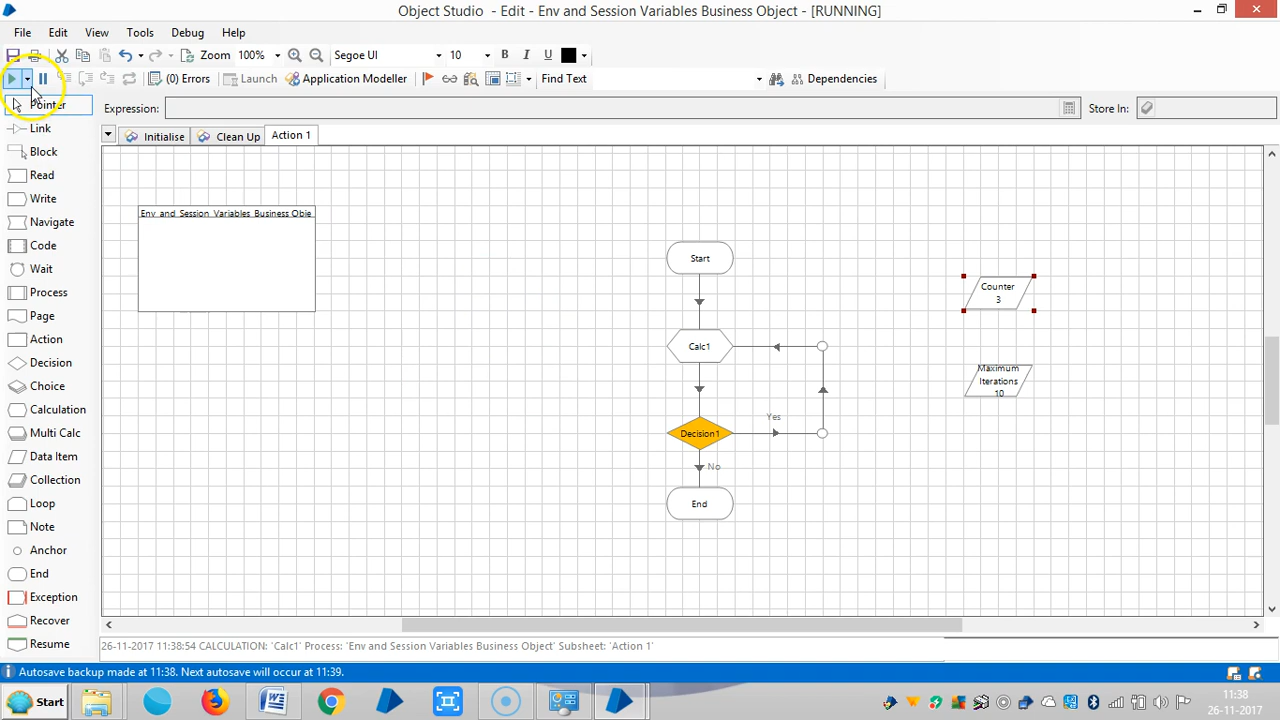 Object Studio - Edit - Env and Session Variables Business Object - [RUNNING]
File Edit View Tools Debug Help
Zoom 100% Segoe UI 10 B I U
(0) Errors Launch Application Modeller Find Text Dependencies
Pointer
Expression: Store In:
Link
Initialise Clean Up Action 1
Block
Read
Write
Navigate
Code
Wait
Process
Page
Action
Decision
Choice
Calculation
Multi Calc
Data Item
Collection
Loop
Note
Anchor
End
Exception
Recover
Resume
Env and Session Variables Business Obje
Start
Calc1
Decision1
Yes
No
End
Counter
3
Maximum
Iterations
10
26-11-2017 11:38:54 CALCULATION: 'Calc1' Process: 'Env and Session Variables Business Object' Subsheet: 'Action 1'
Autosave backup made at 11:38. Next autosave will occur at 11:39.
Start
11:38
26-11-2017